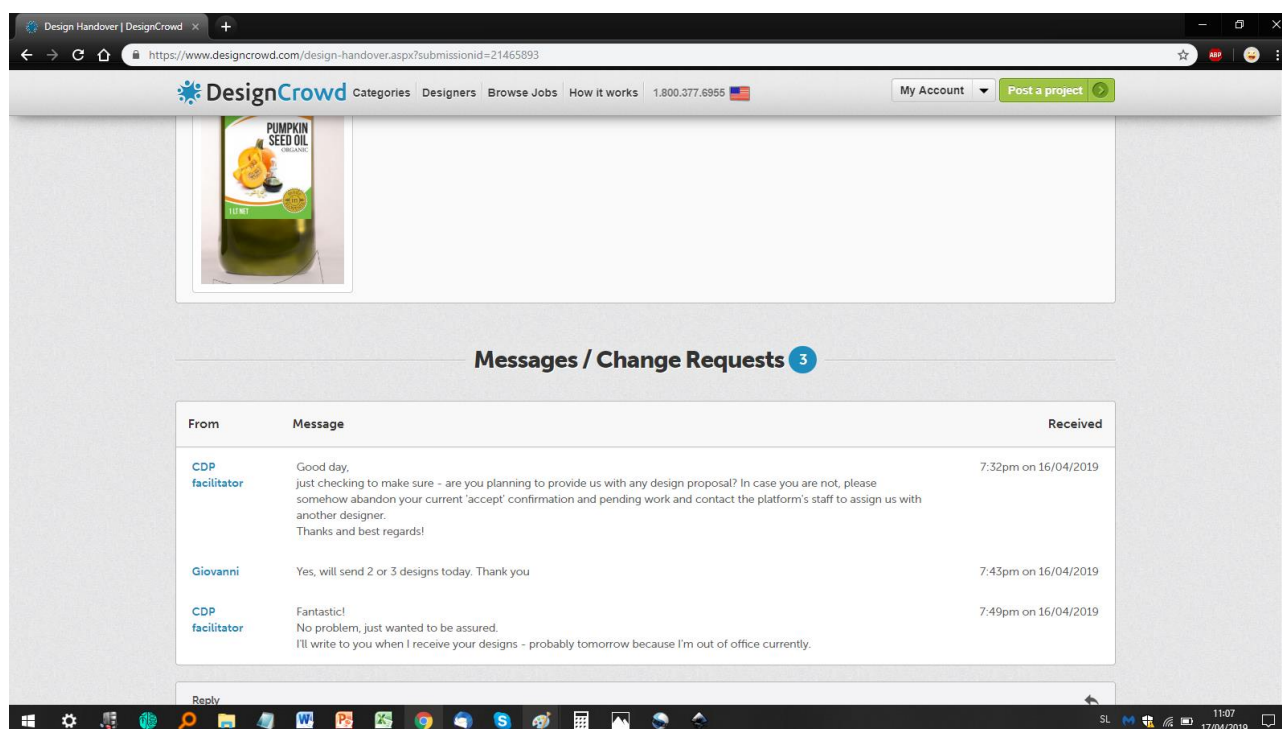 Design Handover | DesignCrowd
https://www.designcrowd.com/design-handover.aspx?submissionid=21465893
ABP
DesignCrowd Categories Designers Browse Jobs How it works 1.800.377.6955 My Account Post a project
PUMPKIN
SEED OIL
ORGANIC
1 LT NET
Messages / Change Requests 3
From Message Received
CDP facilitator
Good day, 7:32pm on 16/04/2019
just checking to make sure - are you planning to provide us with any design proposal? In case you are not, please
somehow abandon your current 'accept' confirmation and pending work and contact the platform's staff to assign us with
another designer.
Thanks and best regards!
Giovanni Yes, will send 2 or 3 designs today. Thank you 7:43pm on 16/04/2019
CDP facilitator
Fantastic! 7:49pm on 16/04/2019
No problem, just wanted to be assured.
I'll write to you when I receive your designs - probably tomorrow because I'm out of office currently.
Reply
SL 11:07
17/04/2019